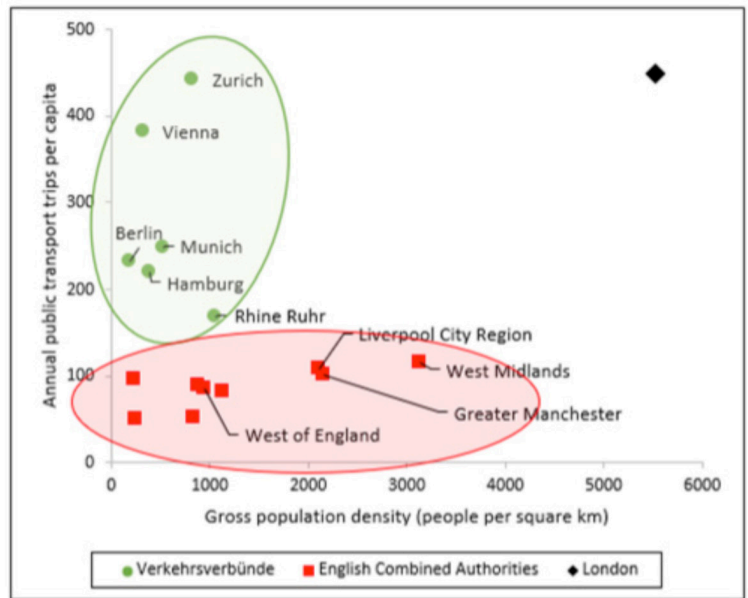 500
400
300
200
100
0
Annual public transport trips per capita
Zurich
Vienna
Berlin
Munich
Hamburg
Rhine Ruhr
Liverpool City Region
West Midlands
Greater Manchester
West of England
0 1000 2000 3000 4000 5000 6000
Gross population density (people per square km)
Verkehrsverbünde English Combined Authorities London